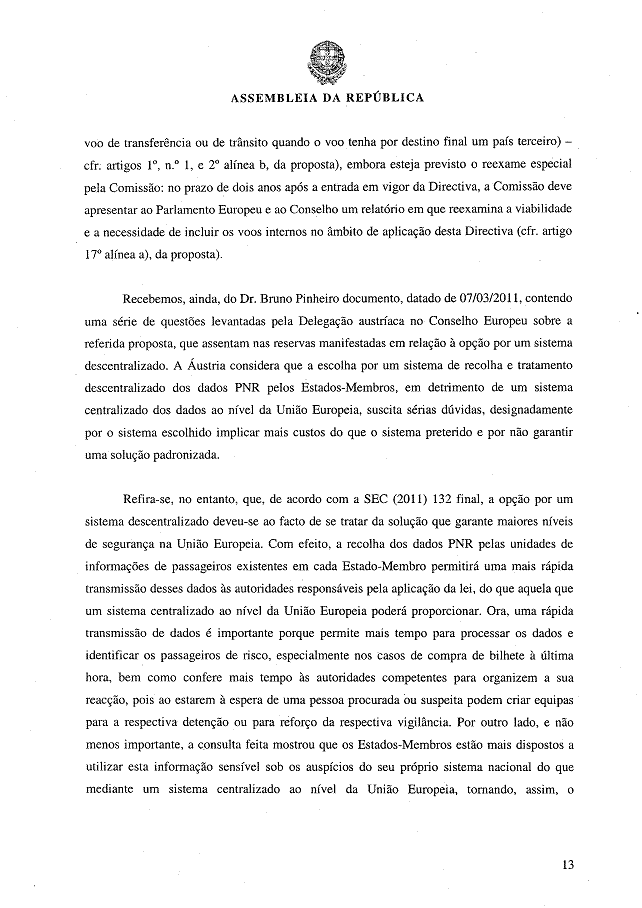 ASSEMBLEIA DA REPÚBLICA
voo de transferência ou de trânsito quando o voo tenha por destino final um país terceiro) –
cfr. artigos 1º, n.º 1, e 2º alínea b, da proposta), embora esteja previsto o reexame especial
pela Comissão: no prazo de dois anos após a entrada em vigor da Directiva, a Comissão deve
apresentar ao Parlamento Europeu e ao Conselho um relatório em que reexamina a viabilidade
e a necessidade de incluir os voos internos no âmbito de aplicação desta Directiva (cfr. artigo
17º alínea a), da proposta).
Recebemos, ainda, do Dr. Bruno Pinheiro documento, datado de 07/03/2011, contendo
uma série de questões levantadas pela Delegação austríaca no Conselho Europeu sobre a
referida proposta, que assentam nas reservas manifestadas em relação à opção por um sistema
descentralizado. A Áustria considera que a escolha por um sistema de recolha e tratamento
descentralizado dos dados PNR pelos Estados-Membros, em detrimento de um sistema
centralizado dos dados ao nível da União Europeia, suscita sérias dúvidas, designadamente
por o sistema escolhido implicar mais custos do que o sistema preterido e por não garantir
uma solução padronizada.
Refira-se, no entanto, que, de acordo com a SEC (2011) 132 final, a opção por um
sistema descentralizado deveu-se ao facto de se tratar da solução que garante maiores níveis
de segurança na União Europeia. Com efeito, a recolha dos dados PNR pelas unidades de
informações de passageiros existentes em cada Estado-Membro permitirá uma mais rápida
transmissão desses dados às autoridades responsáveis pela aplicação da lei, do que aquela que
um sistema centralizado ao nível da União Europeia poderá proporcionar. Ora, uma rápida
transmissão de dados é importante porque permite mais tempo para processar os dados e
identificar os passageiros de risco, especialmente nos casos de compra de bilhete à última
hora, bem como confere mais tempo às autoridades competentes para organizem a sua
reacção, pois ao estarem à espera de uma pessoa procurada ou suspeita podem criar equipas
para a respectiva detenção ou para reforço da respectiva vigilância. Por outro lado, e não
menos importante, a consulta feita mostrou que os Estados-Membros estão mais dispostos a
utilizar esta informação sensível sob os auspícios do seu próprio sistema nacional do que
mediante um sistema centralizado ao nível da União Europeia, tornando, assim, o
13